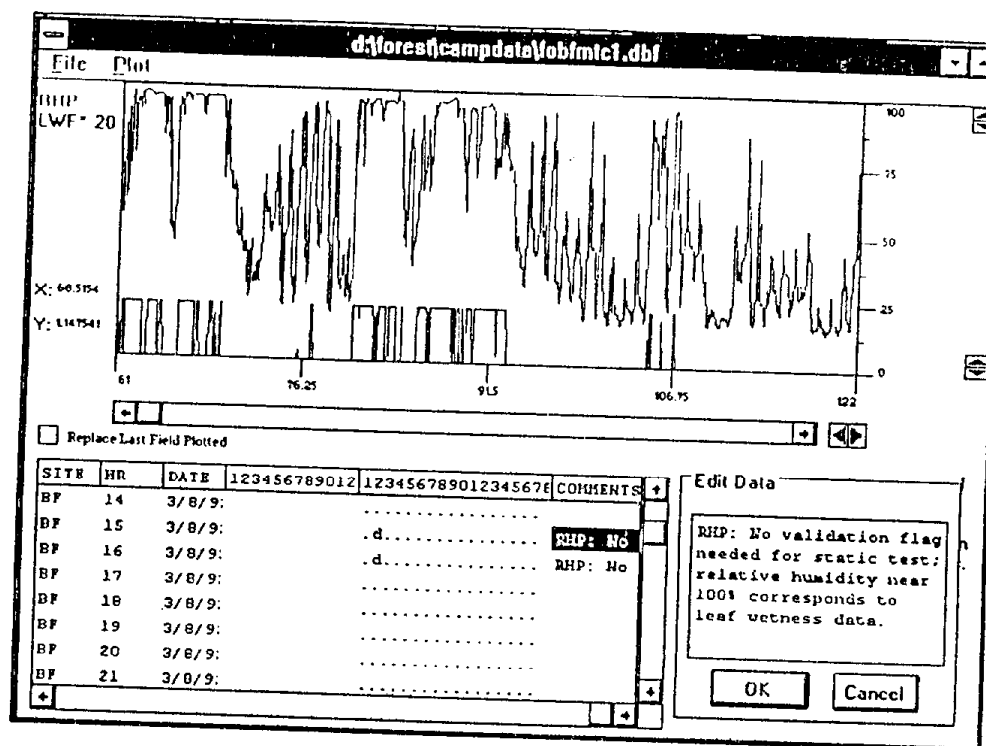 d:\forest\campdata\fobfmtc1.dbf
File Plot
RHP
LWF* 20
100
75
50
25
0
X: 60.5154
Y: 1.147541
61 76.25 91.5 106.75 122
Replace Last Field Plotted
SITE HR DATE 123456789012 123456789012345678 COMMENTS
BF 14 3/8/9: ..................
BF 15 3/8/9: .d................ RHP: No
BF 16 3/8/9: .d................ RHP: No
BF 17 3/8/9: ..................
BF 18 3/8/9: ..................
BF 19 3/8/9: ..................
BF 20 3/8/9: ..................
BF 21 3/8/9: ..................
Edit Data
RHP: No validation flag
needed for static test;
relative humidity near
100% corresponds to
leaf wetness data.
OK Cancel